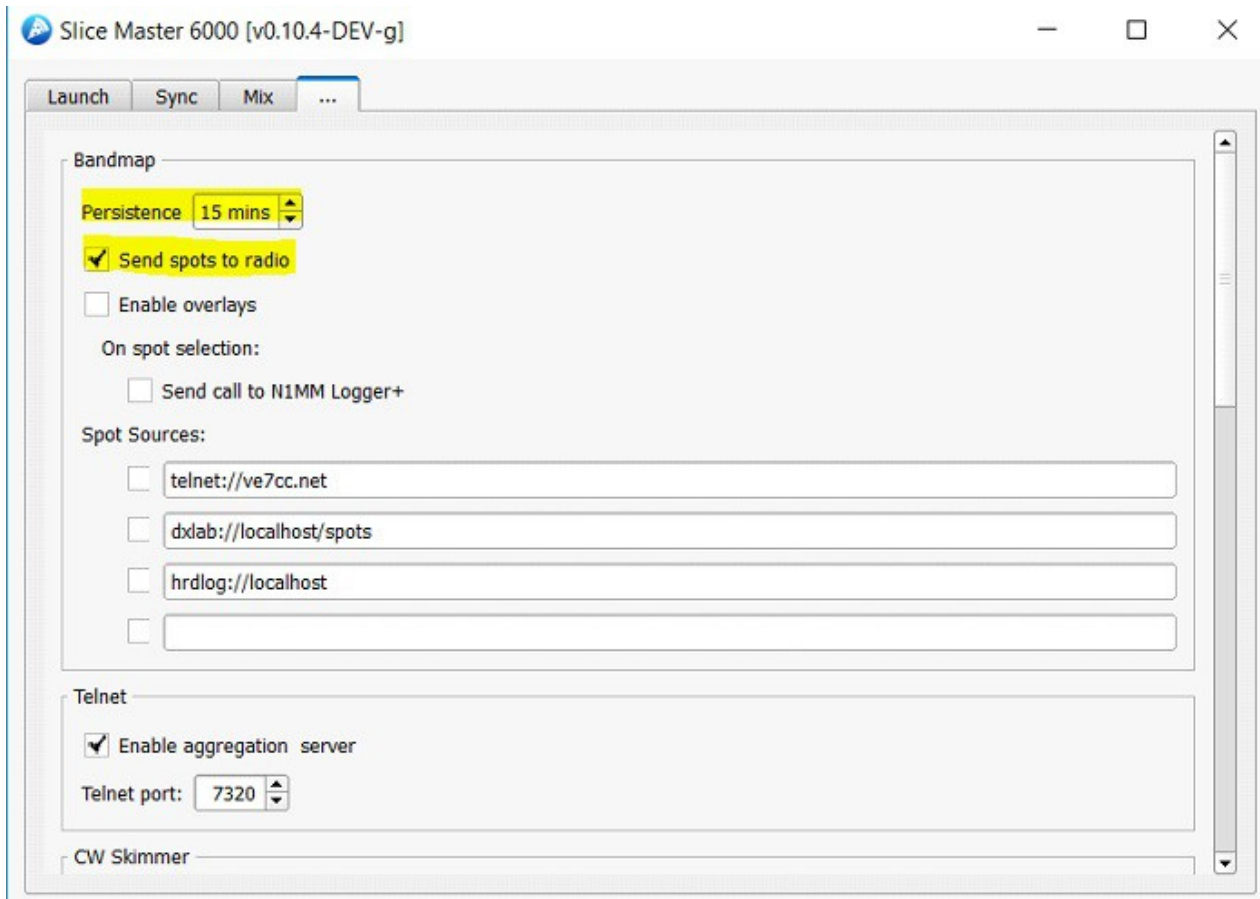 Slice Master 6000 [v0.10.4-DEV-g]
Launch Sync Mix ...
Bandmap
Persistence 15 mins
Send spots to radio
Enable overlays
On spot selection:
Send call to N1MM Logger+
Spot Sources:
telnet://ve7cc.net
dxlab://localhost/spots
hrdlog://localhost
Telnet
Enable aggregation server
Telnet port: 7320
CW Skimmer